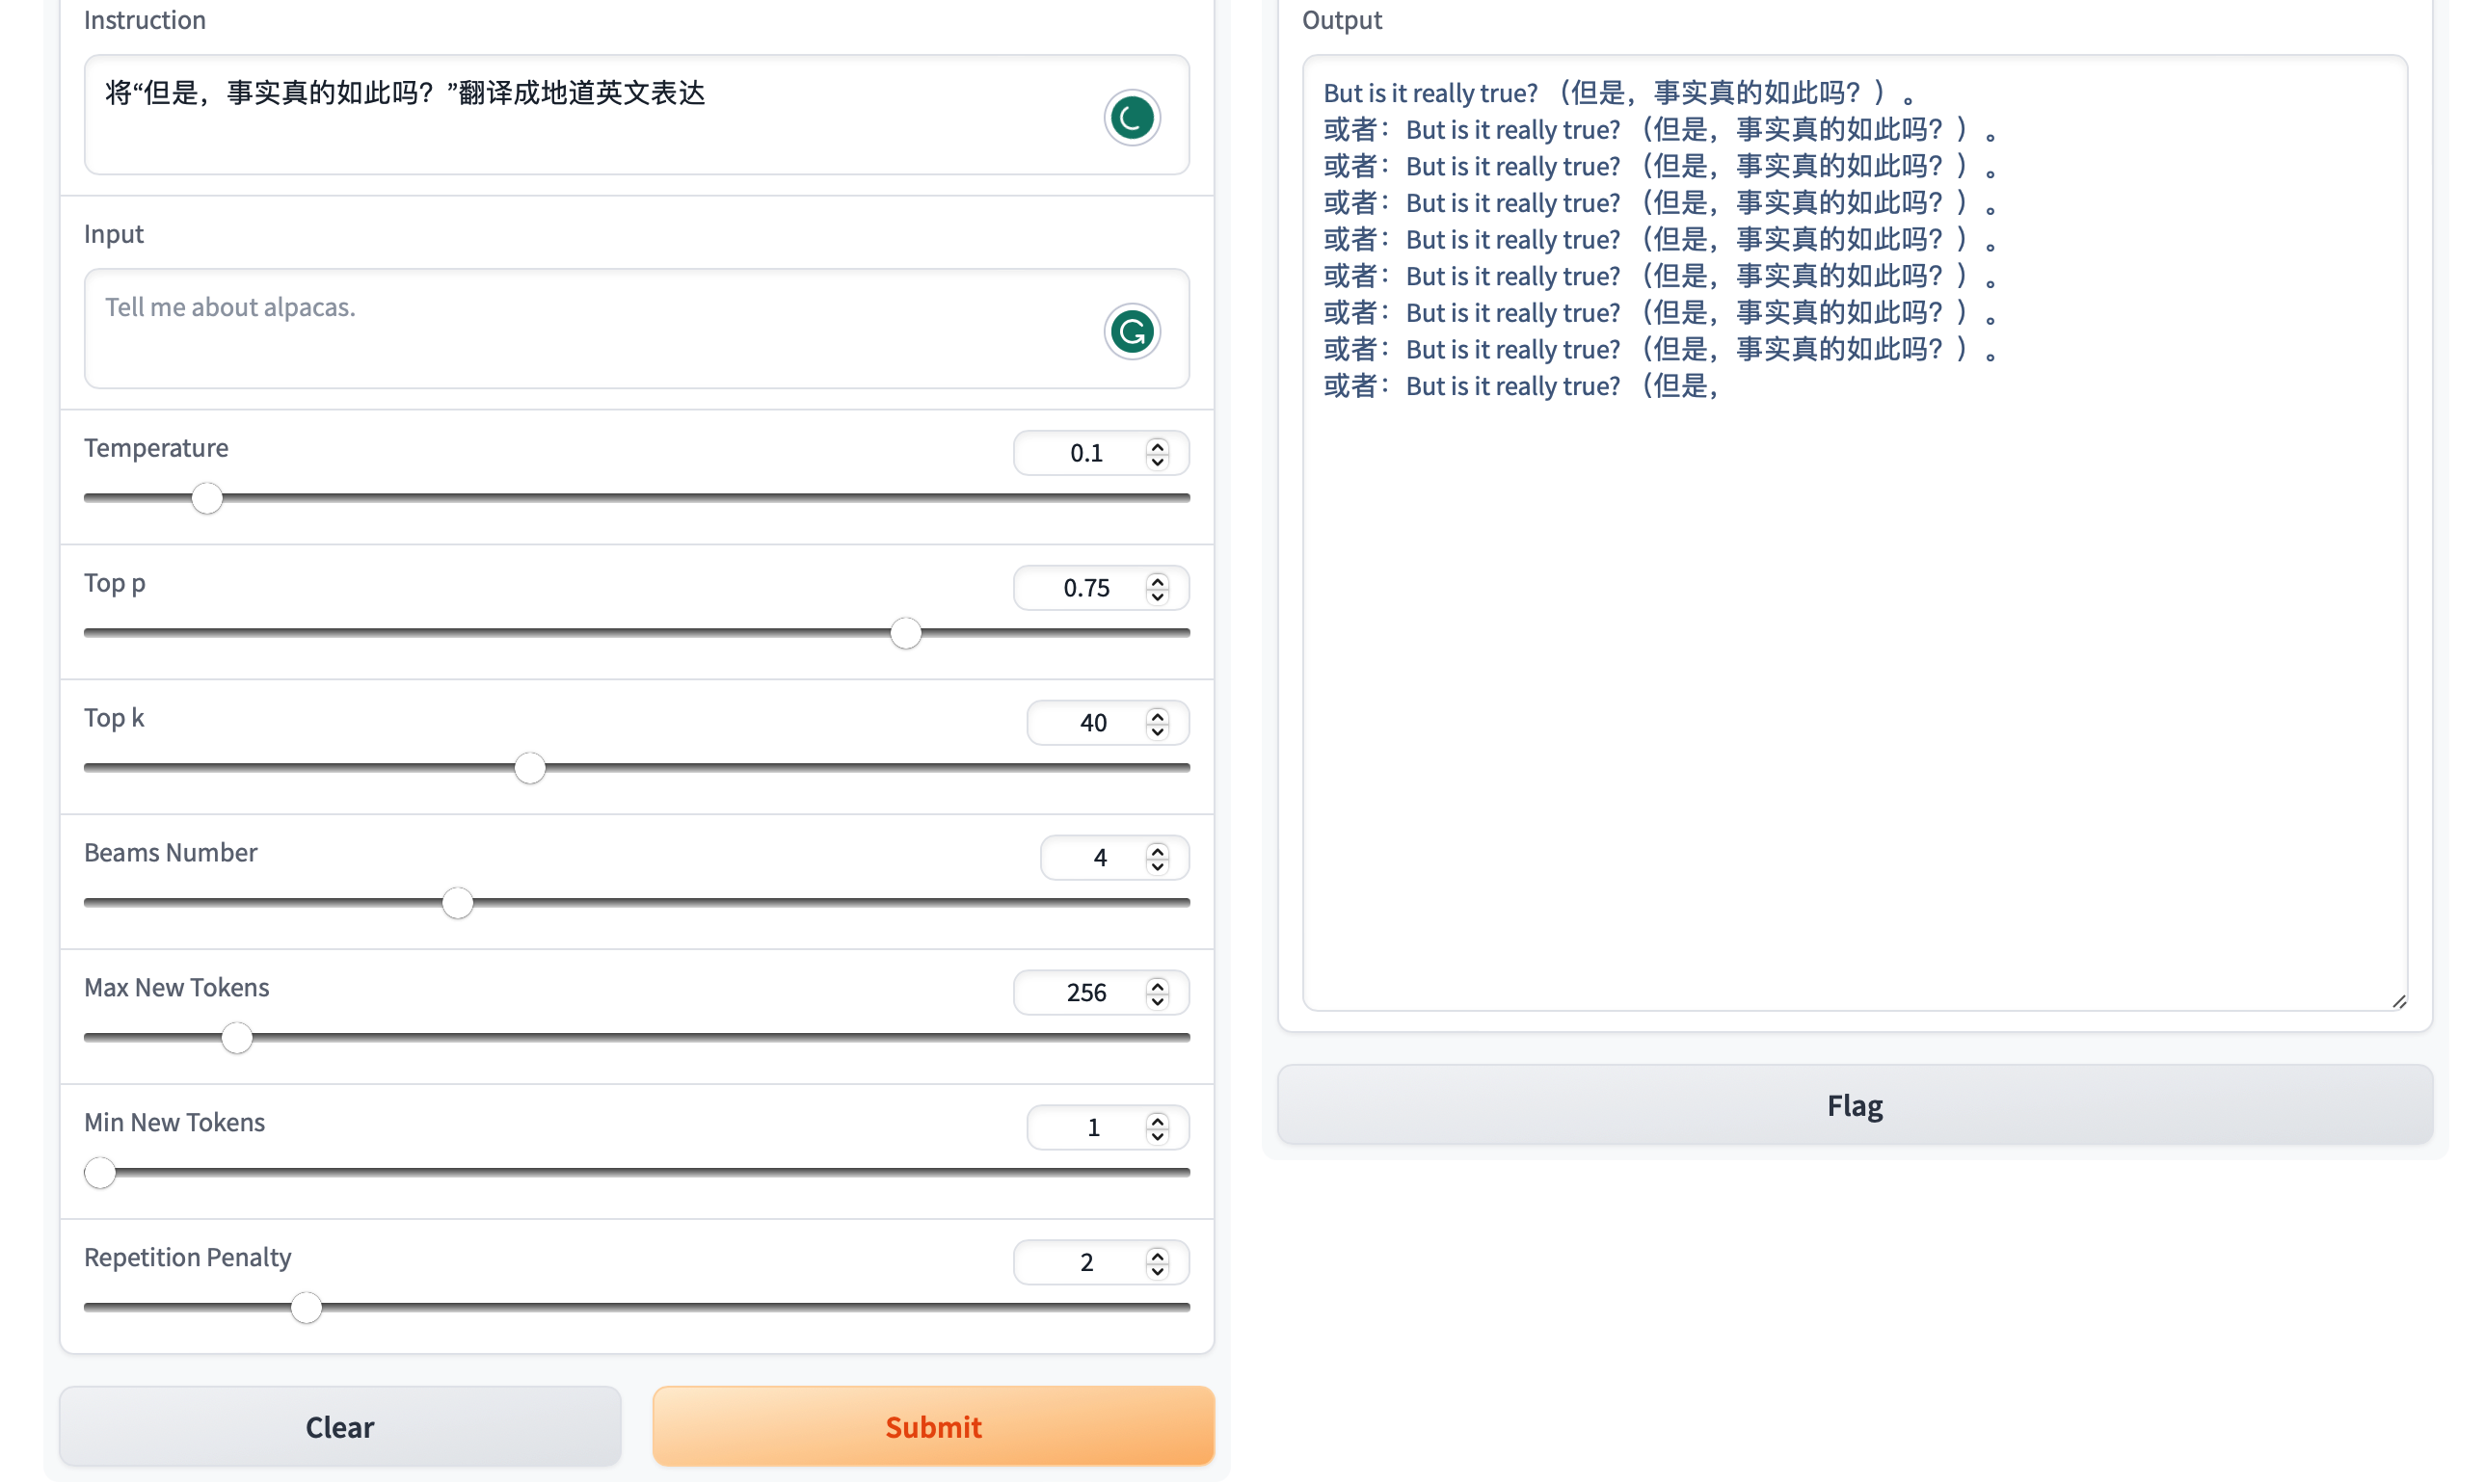 Instruction
将“但是，事实真的如此吗？”翻译成地道英文表达
Input
Tell me about alpacas.
Temperature
0.1
Top p
0.75
Top k
40
Beams Number
4
Max New Tokens
256
Min New Tokens
1
Repetition Penalty
2
Clear
Submit
Output
But is it really true? （但是，事实真的如此吗？）。
或者：But is it really true? （但是，事实真的如此吗？）。
或者：But is it really true? （但是，事实真的如此吗？）。
或者：But is it really true? （但是，事实真的如此吗？）。
或者：But is it really true? （但是，事实真的如此吗？）。
或者：But is it really true? （但是，事实真的如此吗？）。
或者：But is it really true? （但是，事实真的如此吗？）。
或者：But is it really true? （但是，事实真的如此吗？）。
或者：But is it really true? （但是，
Flag